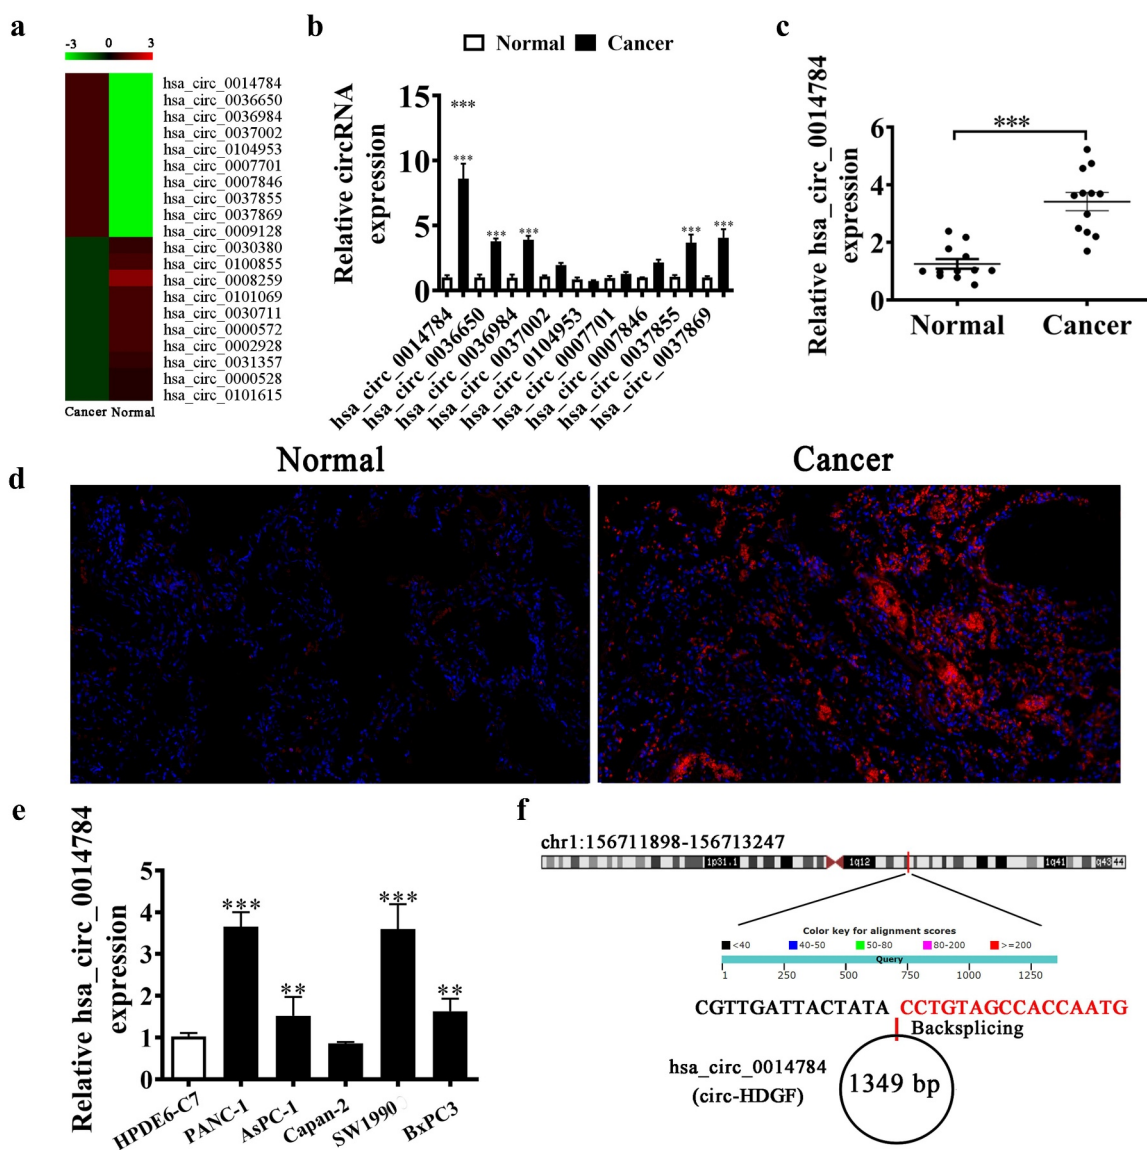 a
-3 0 3
hsa_circ_0014784
hsa_circ_0036650
hsa_circ_0036984
hsa_circ_0037002
hsa_circ_0104953
hsa_circ_0007701
hsa_circ_0007846
hsa_circ_0037855
hsa_circ_0037869
hsa_circ_0009128
hsa_circ_0030380
hsa_circ_0100855
hsa_circ_0008259
hsa_circ_0101069
hsa_circ_0030711
hsa_circ_0000572
hsa_circ_0002928
hsa_circ_0031357
hsa_circ_0000528
hsa_circ_0101615
Cancer Normal
b
Normal Cancer
Relative circRNA
expression
15
10
5
0
***
***
***
***
***
***
hsa_circ_0014784
hsa_circ_0036650
hsa_circ_0036984
hsa_circ_0037002
hsa_circ_0104953
hsa_circ_0007701
hsa_circ_0007846
hsa_circ_0037855
hsa_circ_0037869
c
Relative hsa_circ_0014784
expression
6
4
2
0
***
Normal Cancer
d
Normal Cancer
e
Relative hsa_circ_0014784
expression
5
4
3
2
1
0
***
**
***
**
HPDE6-C7
PANC-1
AsPC-1
Capan-2
SW1990
BxPC3
f
chr1:156711898-156713247
1p31.1 1q12 1q41 q43 44
Color key for alignment scores
<40 40-50 50-80 80-200 >=200
Query
1 250 500 750 1000 1250
CGTTGATTACTATA CCTGTAGCCACCAATG
Backsplicing
hsa_circ_0014784
(circ-HDGF)
1349 bp